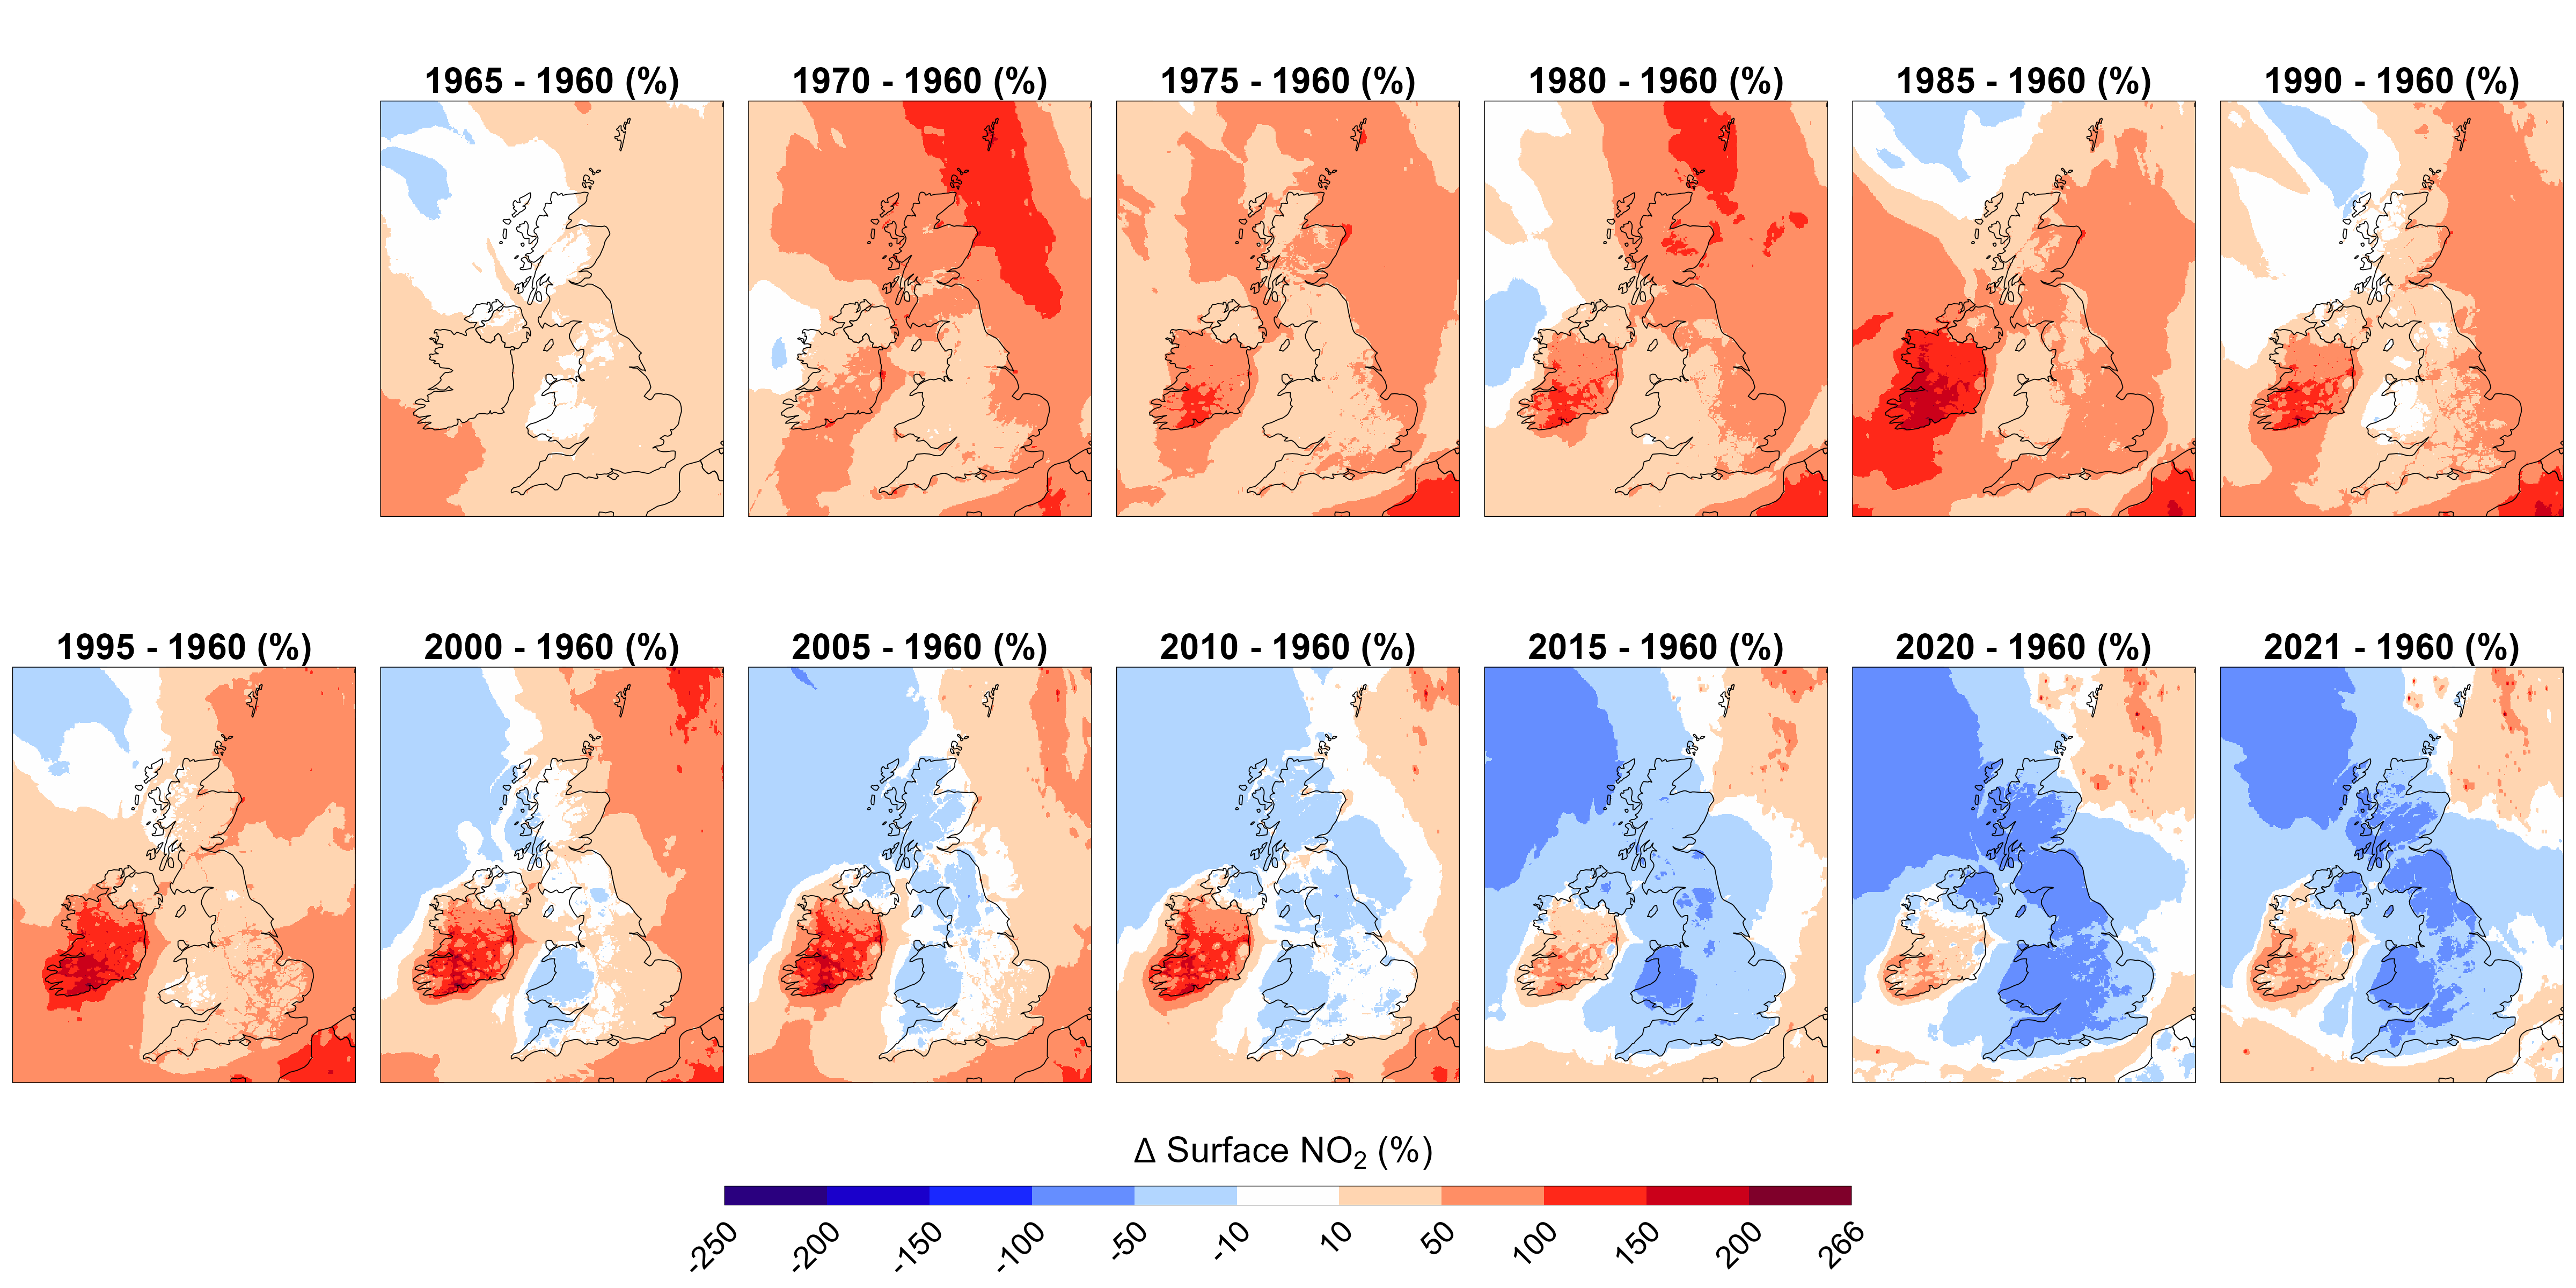 1965 - 1960 (%)
1970 - 1960 (%)
1975 - 1960 (%)
1980 - 1960 (%)
1985 - 1960 (%)
1990 - 1960 (%)
1995 - 1960 (%)
2000 - 1960 (%)
2005 - 1960 (%)
2010 - 1960 (%)
2015 - 1960 (%)
2020 - 1960 (%)
2021 - 1960 (%)
Δ Surface NO₂ (%)
-250
-200
-150
-100
-50
-10
10
50
100
150
200
266